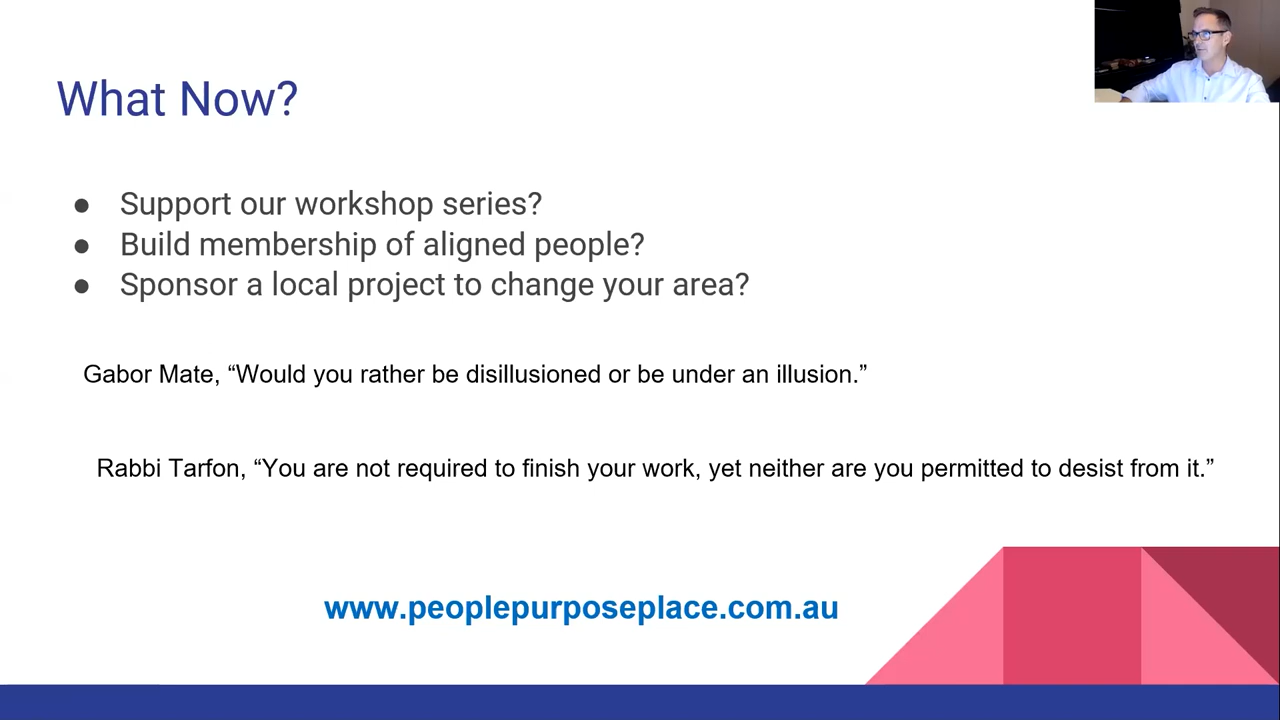 What Now?
● Support our workshop series?
● Build membership of aligned people?
● Sponsor a local project to change your area?
Gabor Mate, “Would you rather be disillusioned or be under an illusion.”
Rabbi Tarfon, “You are not required to finish your work, yet neither are you permitted to desist from it.”
www.peoplepurposeplace.com.au